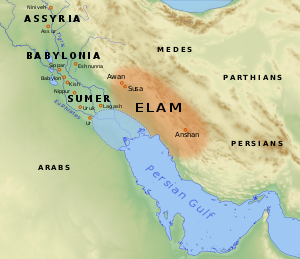 Nineveh
ASSYRIA
Assur
Tigris
BABYLONIA
MEDES
Sippar
Eshnunna
Awan
PARTHIANS
Babylon
Kish
Susa
Nippur
SUMER
Uruk
Lagash
ELAM
Euphrates
Ur
Anshan
PERSIANS
ARABS
Persian Gulf